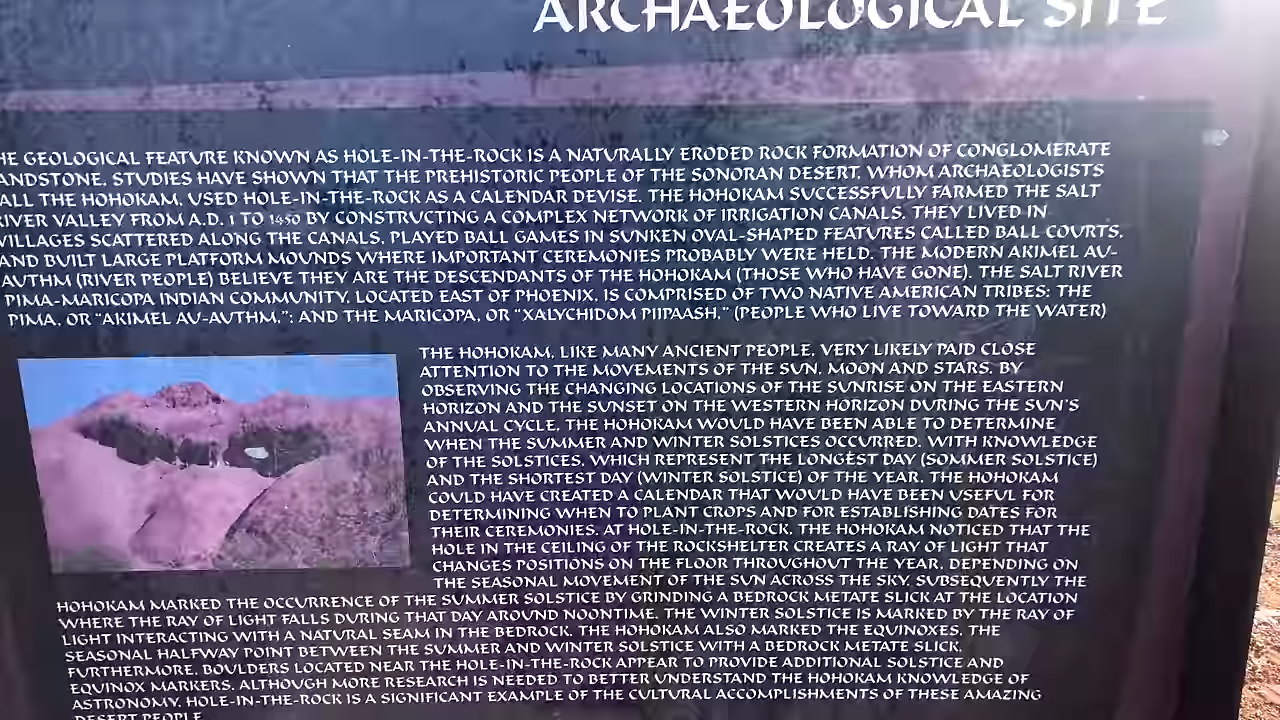 ARCHAEOLOGICAL SITE
HE GEOLOGICAL FEATURE KNOWN AS HOLE-IN-THE-ROCK IS A NATURALLY ERODED ROCK FORMATION OF CONGLOMERATE
ANDSTONE. STUDIES HAVE SHOWN THAT THE PREHISTORIC PEOPLE OF THE SONORAN DESERT, WHOM ARCHAEOLOGISTS
ALL THE HOHOKAM, USED HOLE-IN-THE-ROCK AS A CALENDAR DEVISE. THE HOHOKAM SUCCESSFULLY FARMED THE SALT
RIVER VALLEY FROM A.D. 1 TO 1450 BY CONSTRUCTING A COMPLEX NETWORK OF IRRIGATION CANALS. THEY LIVED IN
VILLAGES SCATTERED ALONG THE CANALS, PLAYED BALL GAMES IN SUNKEN OVAL-SHAPED FEATURES CALLED BALL COURTS,
AND BUILT LARGE PLATFORM MOUNDS WHERE IMPORTANT CEREMONIES PROBABLY WERE HELD. THE MODERN AKIMEL AU-
AUTHM (RIVER PEOPLE) BELIEVE THEY ARE THE DESCENDANTS OF THE HOHOKAM (THOSE WHO HAVE GONE). THE SALT RIVER
PIMA-MARICOPA INDIAN COMMUNITY, LOCATED EAST OF PHOENIX, IS COMPRISED OF TWO NATIVE AMERICAN TRIBES: THE
PIMA, OR "AKIMEL AU-AUTHM,"; AND THE MARICOPA, OR "XALYCHIDOM PIIPAASH," (PEOPLE WHO LIVE TOWARD THE WATER)
THE HOHOKAM, LIKE MANY ANCIENT PEOPLE, VERY LIKELY PAID CLOSE
ATTENTION TO THE MOVEMENTS OF THE SUN, MOON AND STARS. BY
OBSERVING THE CHANGING LOCATIONS OF THE SUNRISE ON THE EASTERN
HORIZON AND THE SUNSET ON THE WESTERN HORIZON DURING THE SUN'S
ANNUAL CYCLE, THE HOHOKAM WOULD HAVE BEEN ABLE TO DETERMINE
WHEN THE SUMMER AND WINTER SOLSTICES OCCURRED. WITH KNOWLEDGE
OF THE SOLSTICES, WHICH REPRESENT THE LONGEST DAY (SOMMER SOLSTICE)
AND THE SHORTEST DAY (WINTER SOLSTICE) OF THE YEAR, THE HOHOKAM
COULD HAVE CREATED A CALENDAR THAT WOULD HAVE BEEN USEFUL FOR
DETERMINING WHEN TO PLANT CROPS AND FOR ESTABLISHING DATES FOR
THEIR CEREMONIES. AT HOLE-IN-THE-ROCK, THE HOHOKAM NOTICED THAT THE
HOLE IN THE CEILING OF THE ROCKSHELTER CREATES A RAY OF LIGHT THAT
CHANGES POSITIONS ON THE FLOOR THROUGHOUT THE YEAR, DEPENDING ON
THE SEASONAL MOVEMENT OF THE SUN ACROSS THE SKY. SUBSEQUENTLY THE
HOHOKAM MARKED THE OCCURRENCE OF THE SUMMER SOLSTICE BY GRINDING A BEDROCK METATE SLICK AT THE LOCATION
WHERE THE RAY OF LIGHT FALLS DURING THAT DAY AROUND NOONTIME. THE WINTER SOLSTICE IS MARKED BY THE RAY OF
LIGHT INTERACTING WITH A NATURAL SEAM IN THE BEDROCK. THE HOHOKAM ALSO MARKED THE EQUINOXES, THE
SEASONAL HALFWAY POINT BETWEEN THE SUMMER AND WINTER SOLSTICE WITH A BEDROCK METATE SLICK.
FURTHERMORE, BOULDERS LOCATED NEAR THE HOLE-IN-THE-ROCK APPEAR TO PROVIDE ADDITIONAL SOLSTICE AND
EQUINOX MARKERS. ALTHOUGH MORE RESEARCH IS NEEDED TO BETTER UNDERSTAND THE HOHOKAM KNOWLEDGE OF
ASTRONOMY, HOLE-IN-THE-ROCK IS A SIGNIFICANT EXAMPLE OF THE CULTURAL ACCOMPLISHMENTS OF THESE AMAZING
DESERT PEOPLE